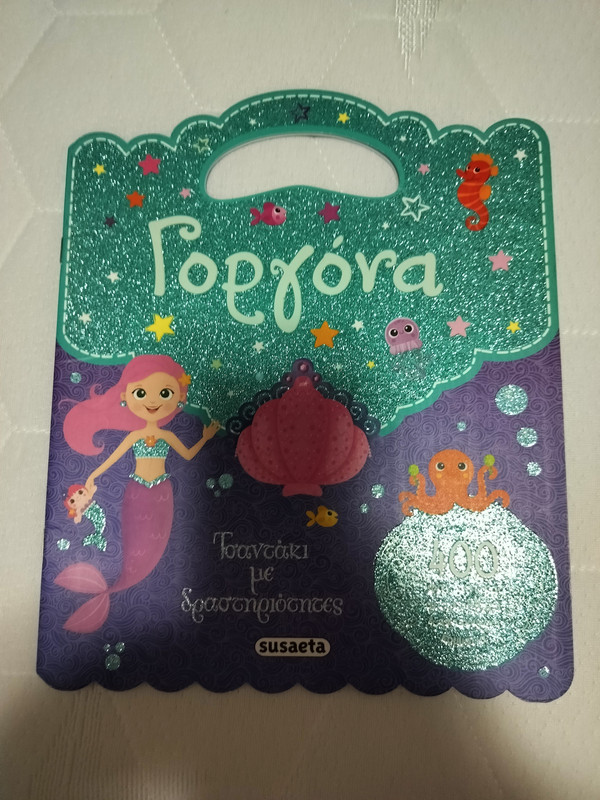 Γοργόνα
Τσαντάκι
με
δραστηριότητες
susaeta
400